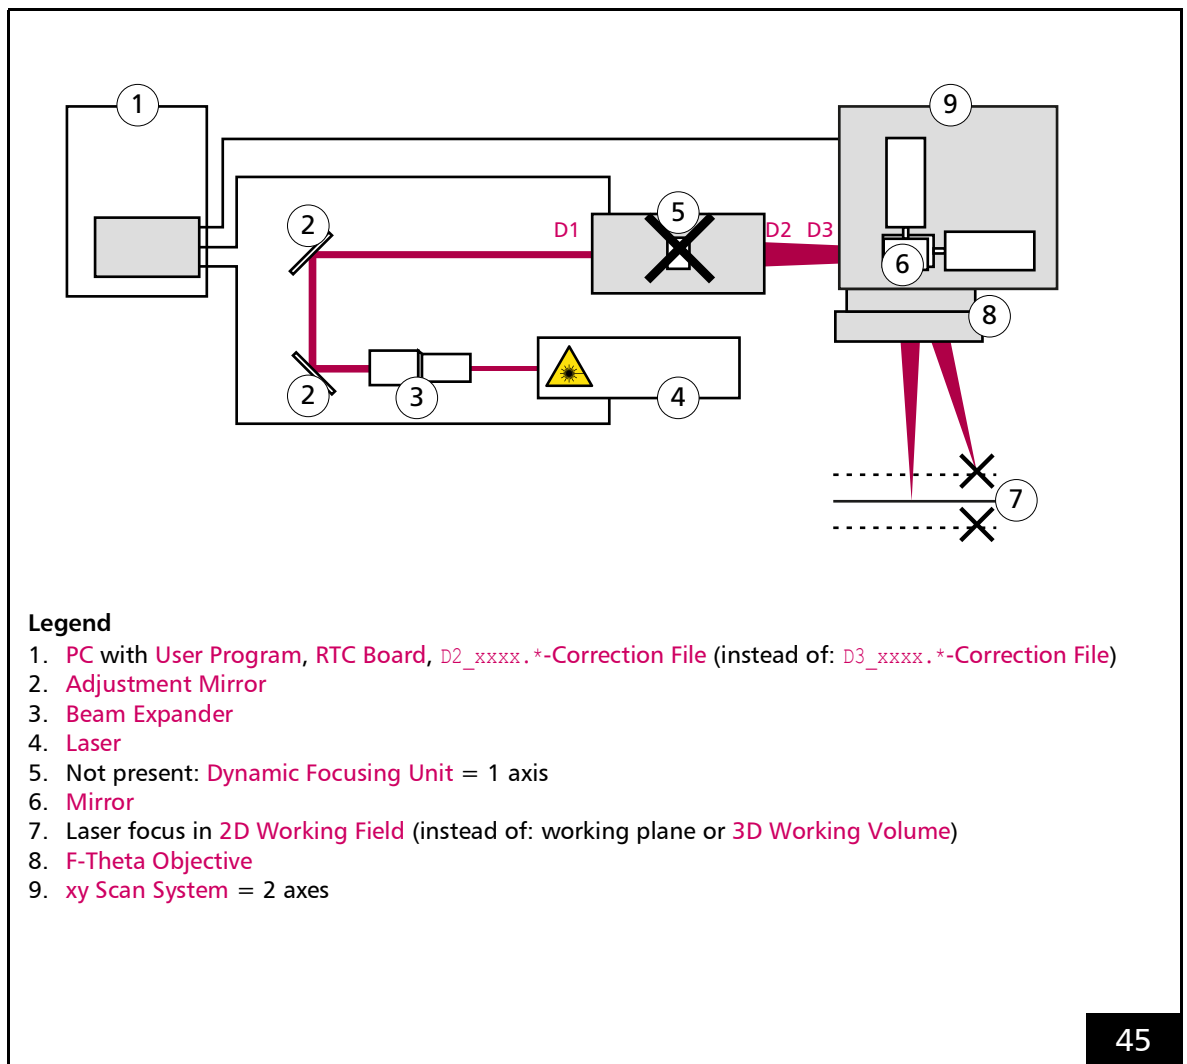 1
9
5
2
D1
D2 D3
6
8
2
3
4
7
Legend
1. PC with User Program, RTC Board, D2_xxxx.*-Correction File (instead of: D3_xxxx.*-Correction File)
2. Adjustment Mirror
3. Beam Expander
4. Laser
5. Not present: Dynamic Focusing Unit = 1 axis
6. Mirror
7. Laser focus in 2D Working Field (instead of: working plane or 3D Working Volume)
8. F-Theta Objective
9. xy Scan System = 2 axes
45